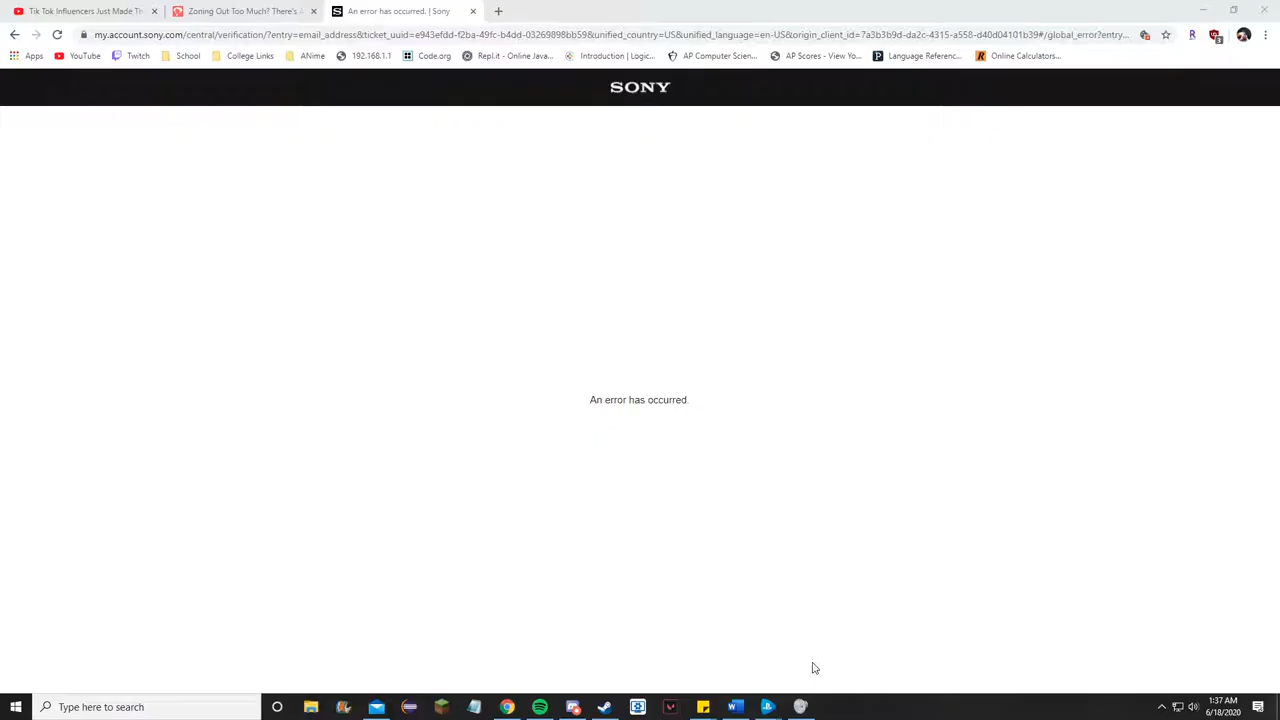 Tik Tok Influencers Just Made Th
Zoning Out Too Much? There's A
An error has occurred. | Sony
my.account.sony.com/central/verification/?entry=email_address&ticket_uuid=e943efdd-f2ba-49fc-b4dd-03269898bb59&unified_country=US&unified_language=en-US&origin_client_id=7a3b3b9d-da2c-4315-a558-d40d04101b39#/global_error?entry...
Apps
YouTube
Twitch
School
College Links
ANime
192.168.1.1
Code.org
Repl.it - Online Java...
Introduction | Logic...
AP Computer Scien...
AP Scores - View Yo...
Language Referenc...
Online Calculators...
SONY
An error has occurred.
Type here to search
1:37 AM
6/18/2020